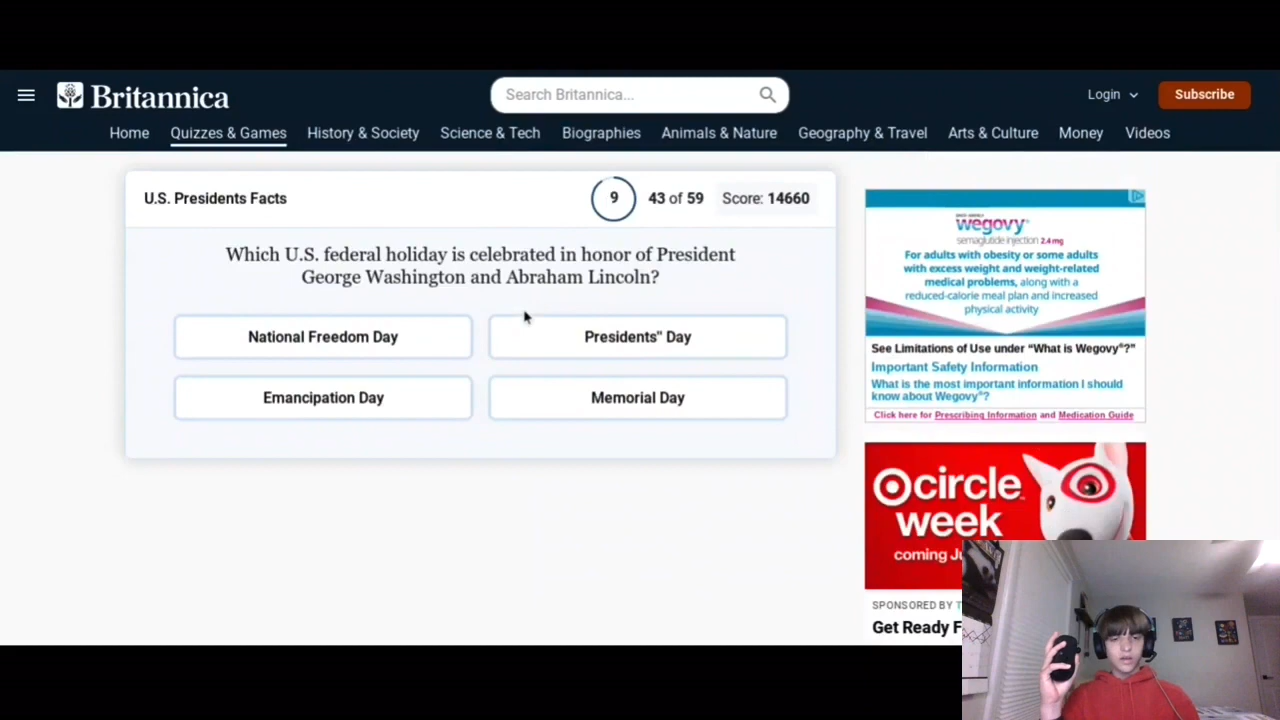 Britannica
Search Britannica...
Login
Subscribe
Home
Quizzes & Games
History & Society
Science & Tech
Biographies
Animals & Nature
Geography & Travel
Arts & Culture
Money
Videos
U.S. Presidents Facts
9
43 of 59
Score: 14660
Which U.S. federal holiday is celebrated in honor of President
George Washington and Abraham Lincoln?
National Freedom Day
Presidents" Day
Emancipation Day
Memorial Day
wegovy®
semaglutide injection 2.4 mg
For adults with obesity or some adults
with excess weight and weight-related
medical problems, along with a
reduced-calorie meal plan and increased
physical activity
See Limitations of Use under “What is Wegovy®?”
Important Safety Information
What is the most important information I should
know about Wegovy®?
Click here for Prescribing Information and Medication Guide
circle
week
coming
SPONSORED BY
Get Ready